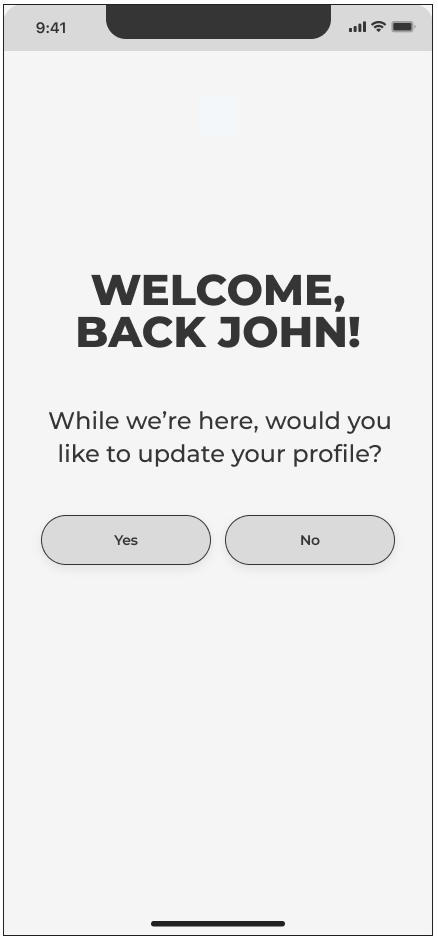 9:41
WELCOME,
BACK JOHN!
While we’re here, would you
like to update your profile?
Yes
No